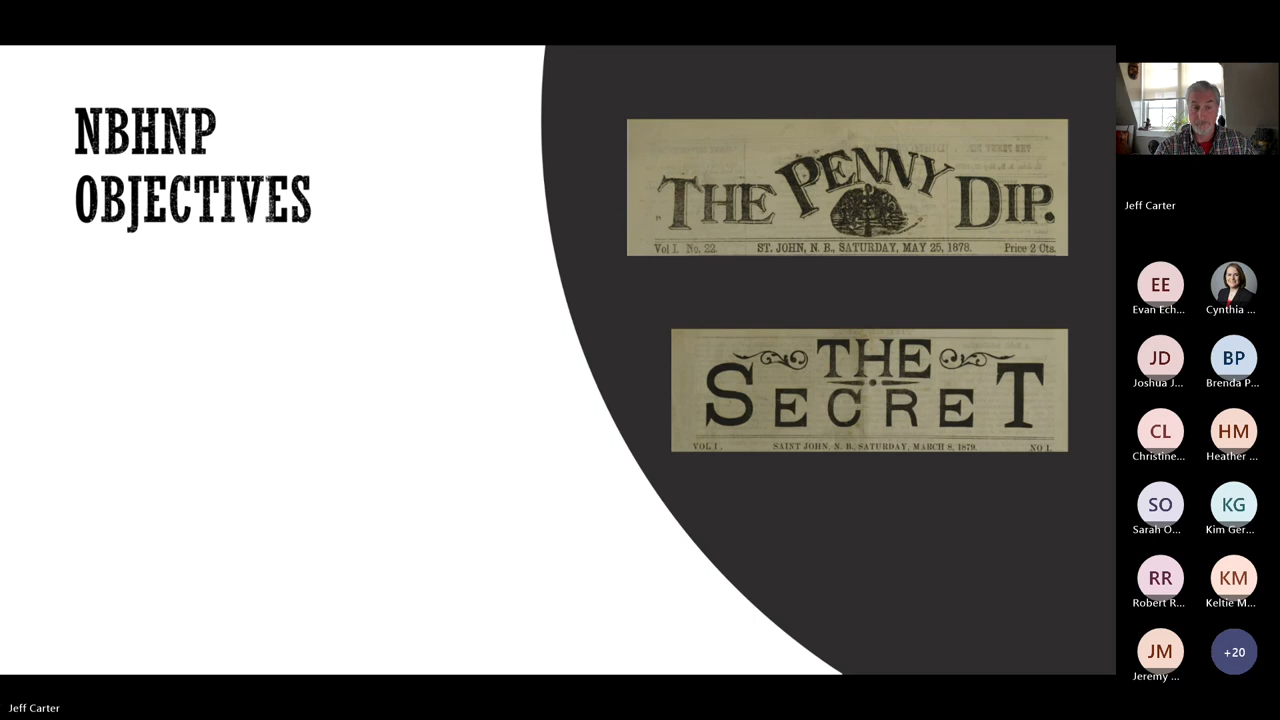 NBHNP
OBJECTIVES
THE PENNY DIP.
Vol I. No. 22. ST. JOHN, N. B., SATURDAY, MAY 25, 1878. Price 2 Cts.
THE
SECRET
VOL I. SAINT JOHN, N. B., SATURDAY, MARCH 8, 1879. NO 1.
Jeff Carter
EE
Evan Ech...
Cynthia ...
JD
Joshua J...
BP
Brenda P...
CL
Christine...
HM
Heather ...
SO
Sarah O...
KG
Kim Ger...
RR
Robert R...
KM
Keltie M...
JM
Jeremy ...
+20
Jeff Carter